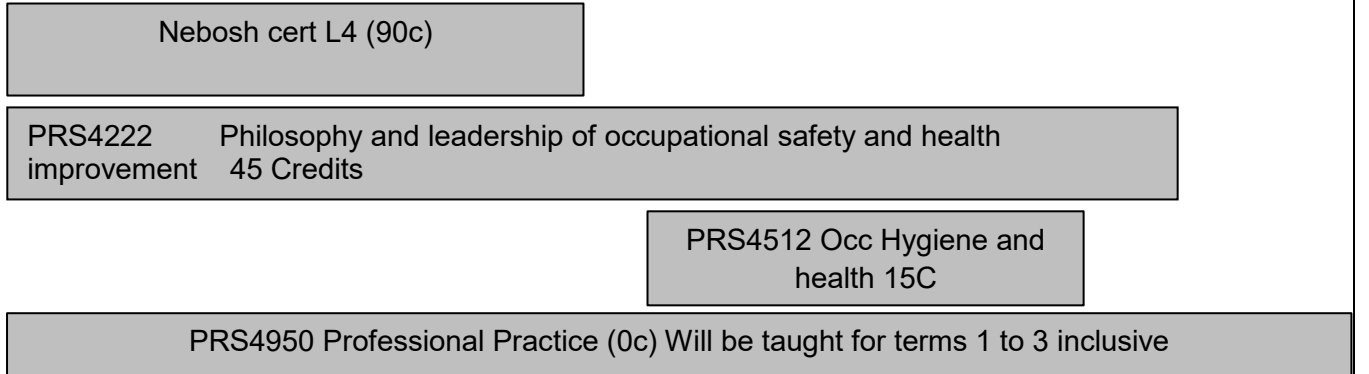 Nebosh cert L4 (90c)
PRS4222 Philosophy and leadership of occupational safety and health
improvement 45 Credits
PRS4512 Occ Hygiene and
health 15C
PRS4950 Professional Practice (0c) Will be taught for terms 1 to 3 inclusive